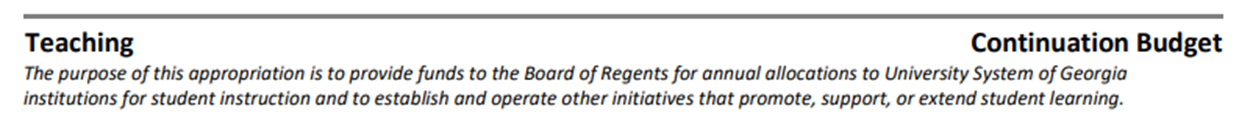 Teaching Continuation Budget
The purpose of this appropriation is to provide funds to the Board of Regents for annual allocations to University System of Georgia
institutions for student instruction and to establish and operate other initiatives that promote, support, or extend student learning.